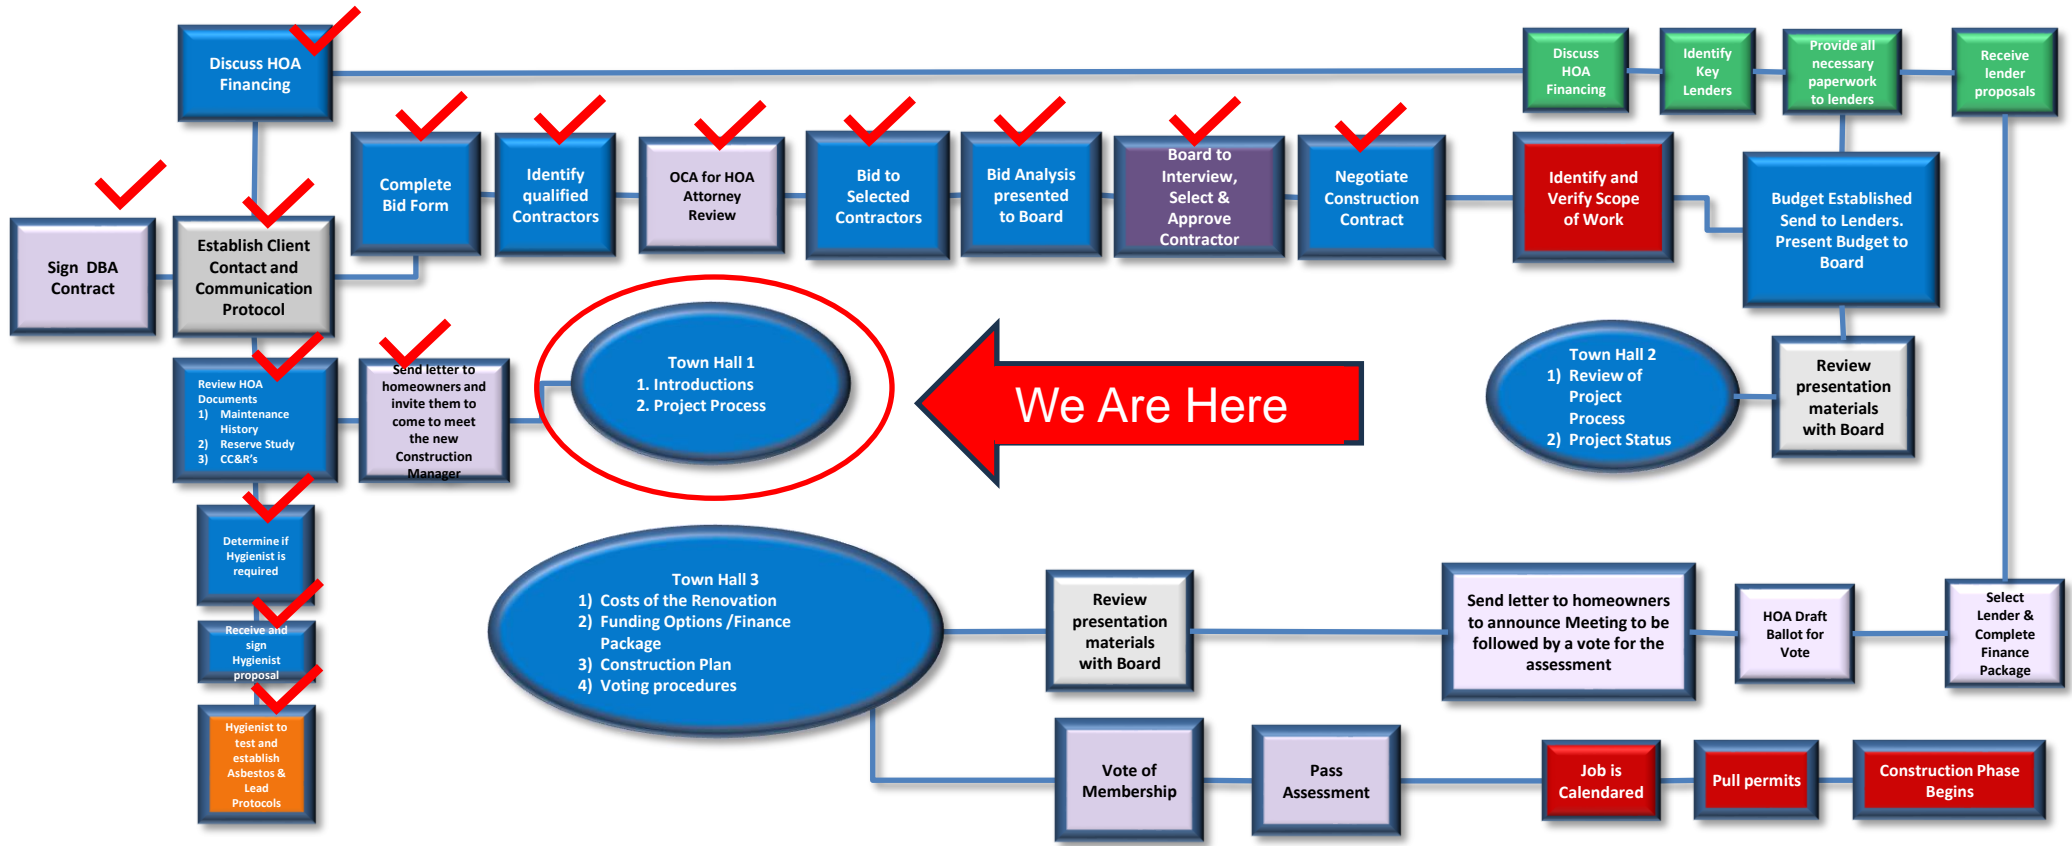 Discuss HOA
Financing
Discuss
HOA
Financing
Identify
Key
Lenders
Provide all
necessary
paperwork
to lenders
Receive
lender
proposals
Complete
Bid Form
Identify
qualified
Contractors
OCA for HOA
Attorney
Review
Bid to
Selected
Contractors
Bid Analysis
presented
to Board
Board to
Interview,
Select &
Approve
Contractor
Negotiate
Construction
Contract
Identify and
Verify Scope
of Work
Budget Established
Send to Lenders.
Present Budget to
Board
Sign DBA
Contract
Establish Client
Contact and
Communication
Protocol
Review HOA
Documents
1) Maintenance
History
2) Reserve Study
3) CC&R's
Send letter to
homeowners and
invite them to
come to meet
the new
Construction
Manager
Town Hall 1
1. Introductions
2. Project Process
We Are Here
Town Hall 2
1) Review of
Project
Process
2) Project Status
Review
presentation
materials
with Board
Determine if
Hygienist is
required
Receive and
sign
Hygienist
proposal
Hygienist to
test and
establish
Asbestos &
Lead
Protocols
Town Hall 3
1) Costs of the Renovation
2) Funding Options /Finance
Package
3) Construction Plan
4) Voting procedures
Review
presentation
materials
with Board
Send letter to homeowners
to announce Meeting to be
followed by a vote for the
assessment
HOA Draft
Ballot for
Vote
Select
Lender &
Complete
Finance
Package
Vote of
Membership
Pass
Assessment
Job is
Calendared
Pull permits
Construction Phase
Begins